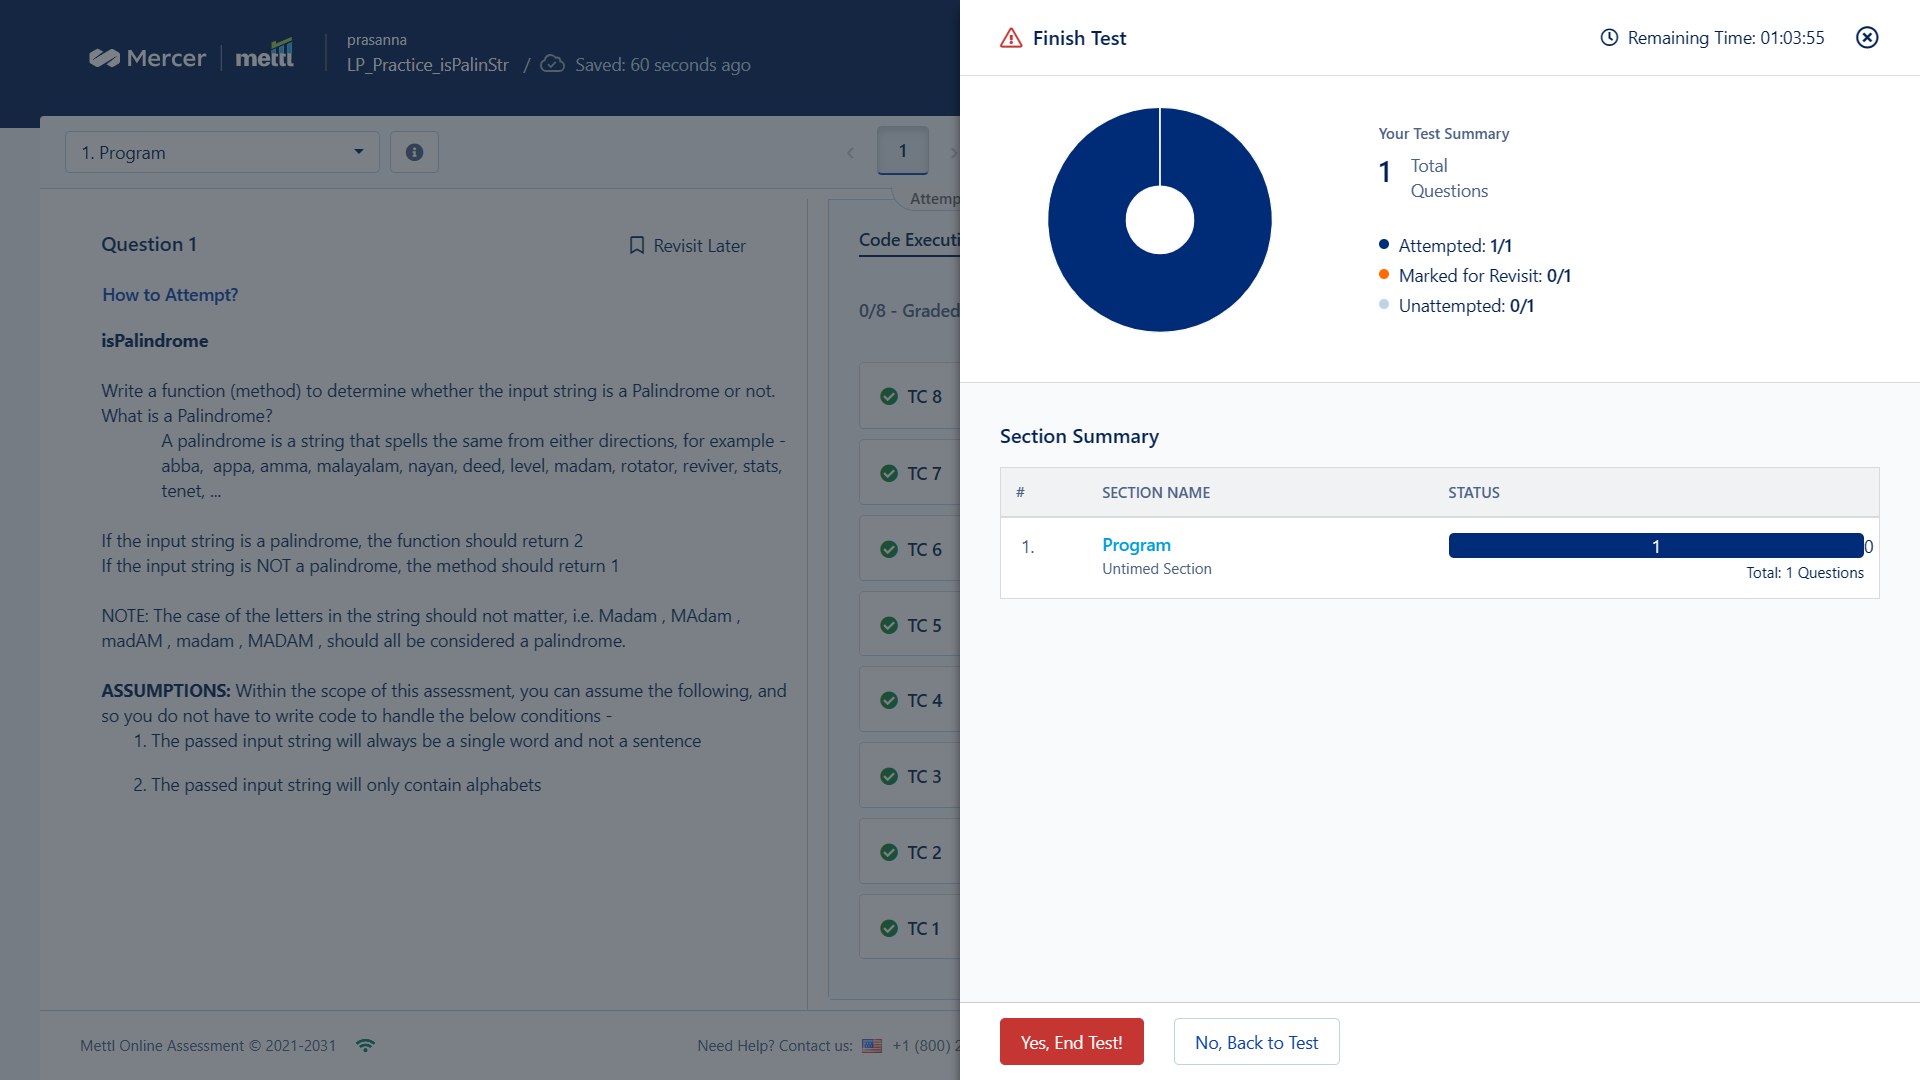 Mercer
mettl
prasanna
LP_Practice_isPalinStr / Saved: 60 seconds ago
1. Program
1
Attemp
Question 1
Revisit Later
How to Attempt?
isPalindrome
Write a function (method) to determine whether the input string is a Palindrome or not.
What is a Palindrome?
A palindrome is a string that spells the same from either directions, for example -
abba,  appa, amma, malayalam, nayan, deed, level, madam, rotator, reviver, stats,
tenet, ...
If the input string is a palindrome, the function should return 2
If the input string is NOT a palindrome, the method should return 1
NOTE: The case of the letters in the string should not matter, i.e. Madam , MAdam ,
madAM , madam , MADAM , should all be considered a palindrome.
ASSUMPTIONS: Within the scope of this assessment, you can assume the following, and
so you do not have to write code to handle the below conditions -
1. The passed input string will always be a single word and not a sentence
2. The passed input string will only contain alphabets
Code Executi
0/8 - Graded
TC 8
TC 7
TC 6
TC 5
TC 4
TC 3
TC 2
TC 1
Mettl Online Assessment © 2021-2031
Need Help? Contact us: +1 (800) 2
Finish Test
Remaining Time: 01:03:55
Your Test Summary
1 Total
Questions
Attempted: 1/1
Marked for Revisit: 0/1
Unattempted: 0/1
Section Summary
# SECTION NAME STATUS
1. Program 1 0
Untimed Section Total: 1 Questions
Yes, End Test!
No, Back to Test